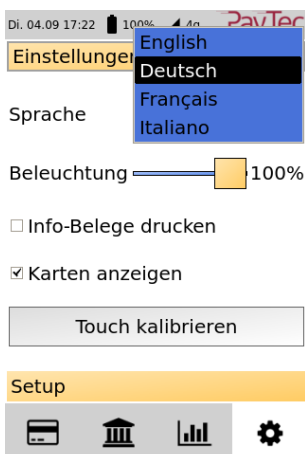 Di. 04.09 17:22 100% 4g PayTec
Einstellungen
English
Deutsch
Français
Italiano
Sprache
Beleuchtung 100%
Info-Belege drucken
Karten anzeigen
Touch kalibrieren
Setup